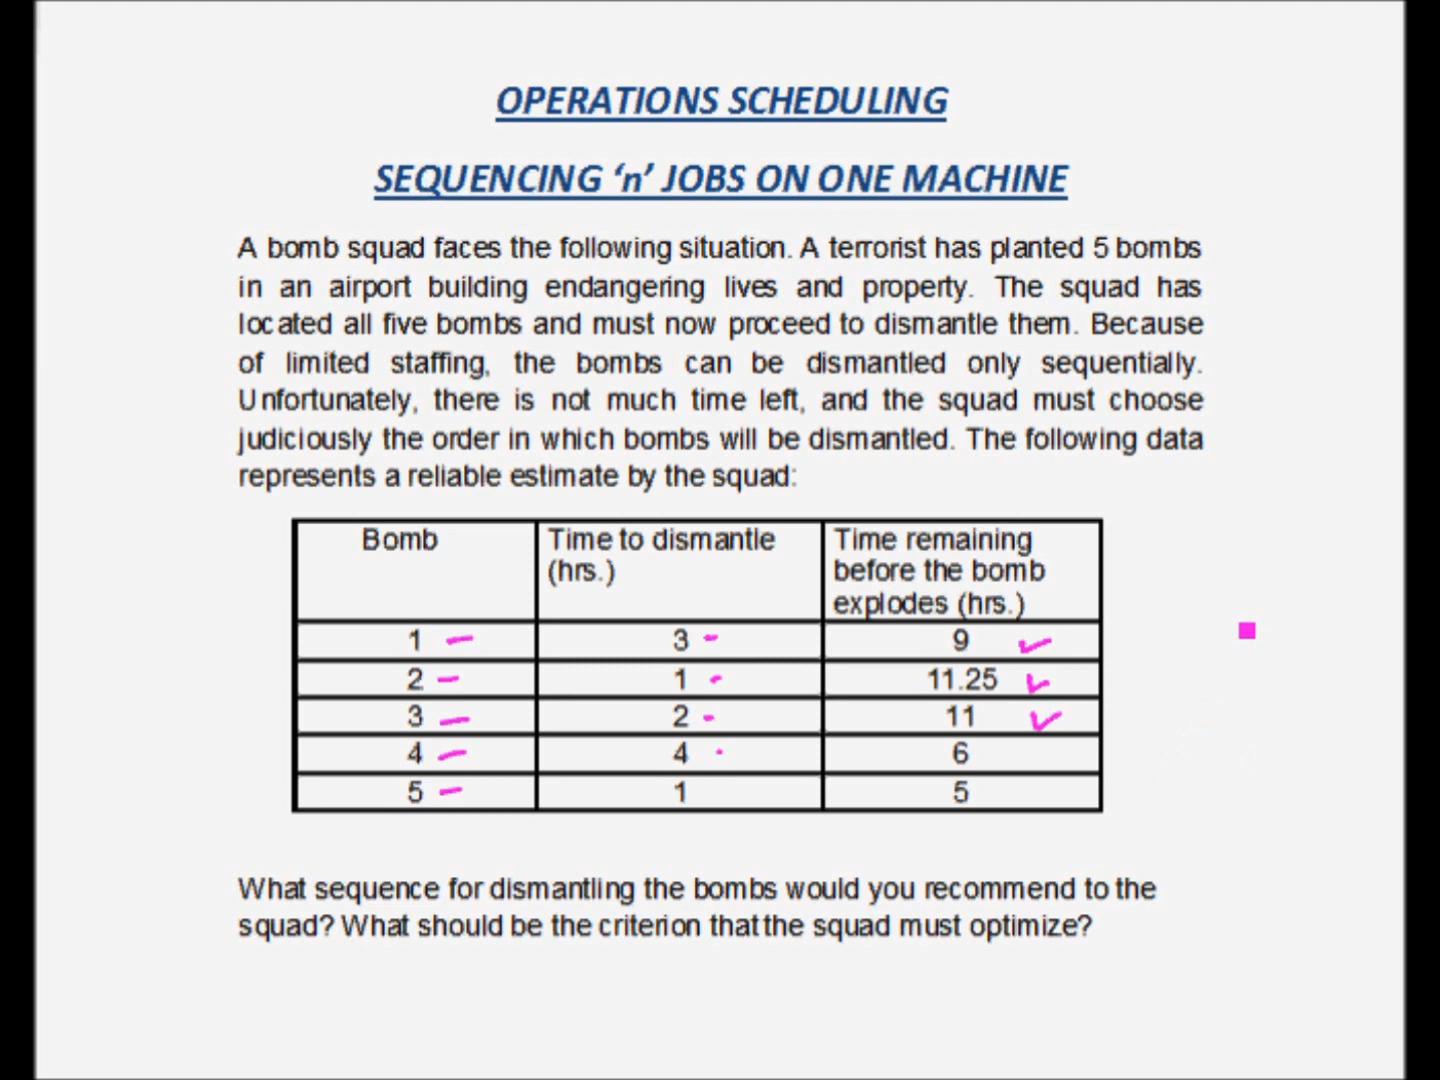 OPERATIONS SCHEDULING
SEQUENCING ‘n’ JOBS ON ONE MACHINE
A bomb squad faces the following situation. A terrorist has planted 5 bombs
in an airport building endangering lives and property. The squad has
located all five bombs and must now proceed to dismantle them. Because
of limited staffing, the bombs can be dismantled only sequentially.
Unfortunately, there is not much time left, and the squad must choose
judiciously the order in which bombs will be dismantled. The following data
represents a reliable estimate by the squad:
Bomb Time to dismantle (hrs.) Time remaining before the bomb explodes (hrs.)
1 3 9
2 1 11.25
3 2 11
4 4 6
5 1 5
What sequence for dismantling the bombs would you recommend to the
squad? What should be the criterion that the squad must optimize?